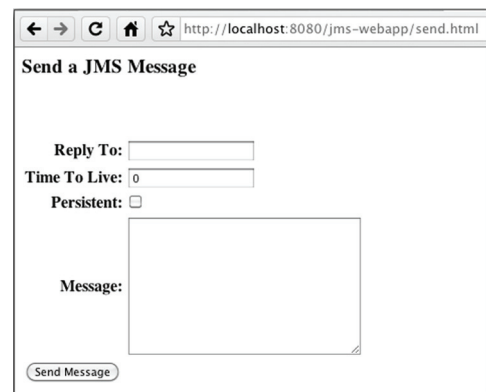 http://localhost:8080/jms-webapp/send.html
Send a JMS Message
Reply To:
Time To Live: 0
Persistent:
Message:
Send Message